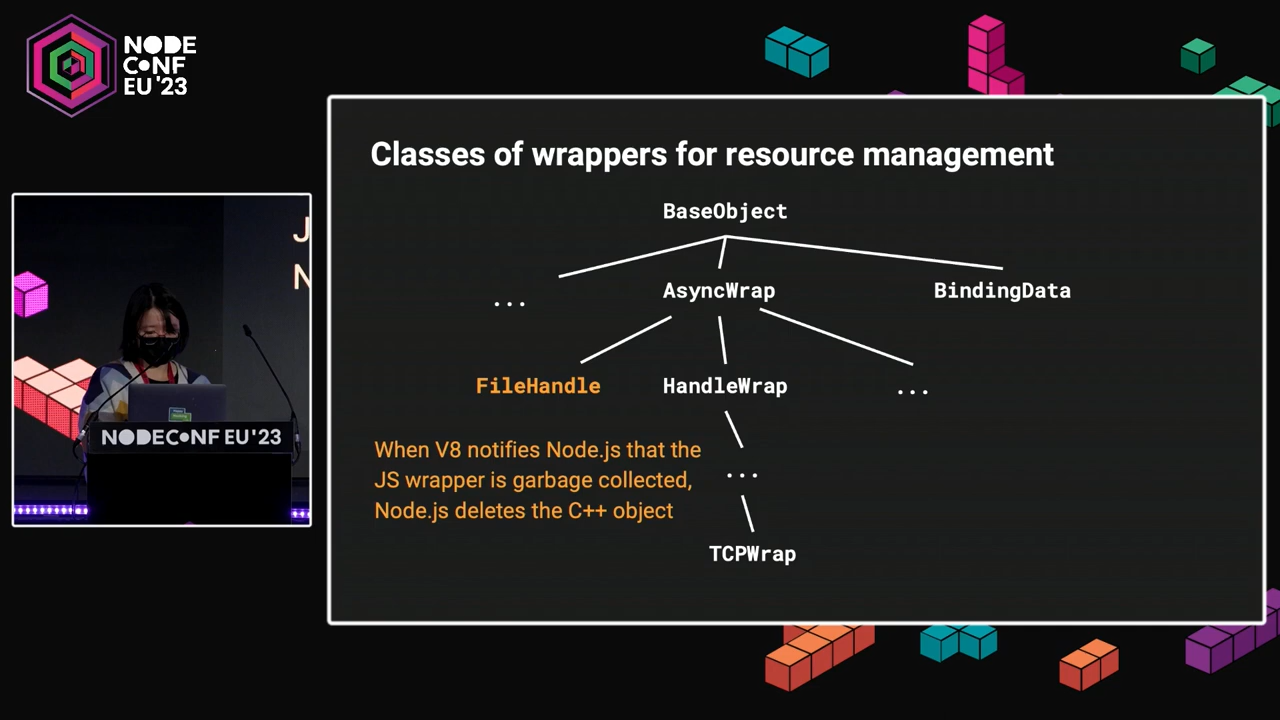 NODE
CONF
EU '23
Classes of wrappers for resource management
BaseObject
...
AsyncWrap
BindingData
FileHandle
HandleWrap
...
When V8 notifies Node.js that the
JS wrapper is garbage collected,
Node.js deletes the C++ object
...
TCPWrap
J
N
NODECONF EU'23